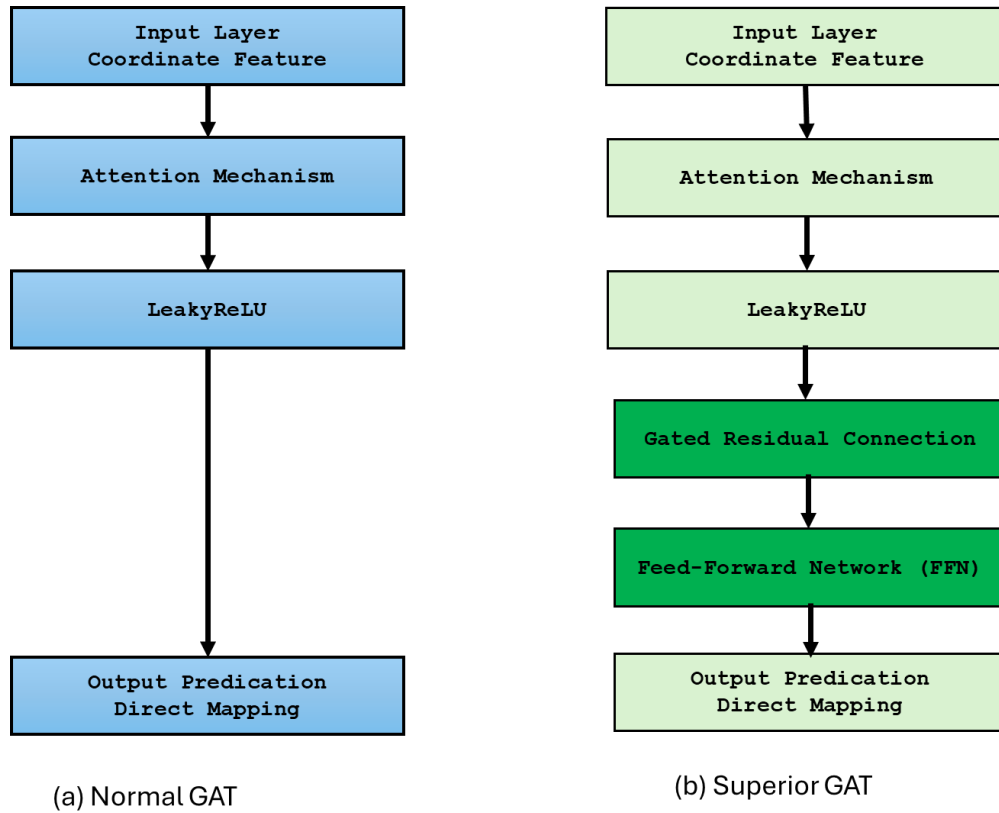 Input Layer
Coordinate Feature
Attention Mechanism
LeakyReLU
Output Predication
Direct Mapping
(a) Normal GAT
Input Layer
Coordinate Feature
Attention Mechanism
LeakyReLU
Gated Residual Connection
Feed-Forward Network (FFN)
Output Predication
Direct Mapping
(b) Superior GAT